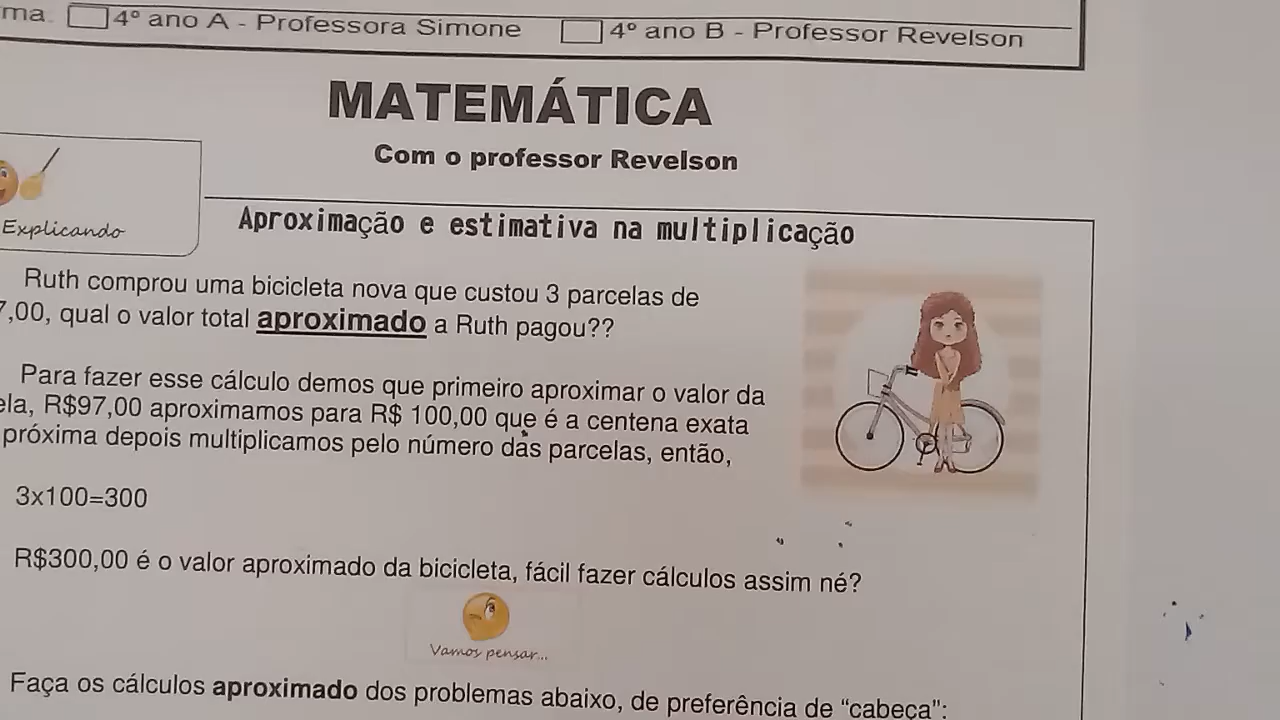 4º ano A - Professora Simone 4º ano B - Professor Revelson
MATEMÁTICA
Com o professor Revelson
Explicando
Aproximação e estimativa na multiplicação
Ruth comprou uma bicicleta nova que custou 3 parcelas de
7,00, qual o valor total aproximado a Ruth pagou??
Para fazer esse cálculo demos que primeiro aproximar o valor da
ela, R$97,00 aproximamos para R$ 100,00 que é a centena exata
próxima depois multiplicamos pelo número das parcelas, então,
3x100=300
R$300,00 é o valor aproximado da bicicleta, fácil fazer cálculos assim né?
Vamos pensar...
Faça os cálculos aproximado dos problemas abaixo, de preferência de “cabeça”: